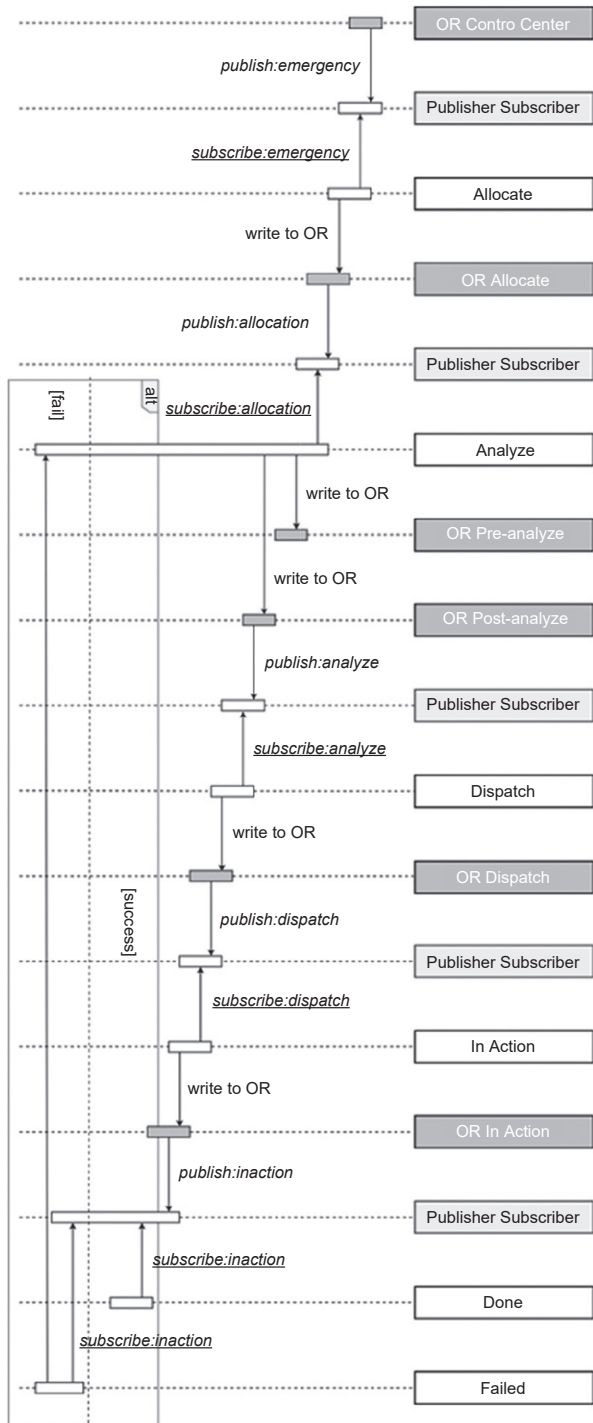 OR Contro Center
publish:emergency
Publisher Subscriber
subscribe:emergency
Allocate
write to OR
OR Allocate
publish:allocation
Publisher Subscriber
alt
[fail]
subscribe:allocation
Analyze
write to OR
OR Pre-analyze
write to OR
OR Post-analyze
publish:analyze
Publisher Subscriber
subscribe:analyze
Dispatch
write to OR
OR Dispatch
[success]
publish:dispatch
Publisher Subscriber
subscribe:dispatch
In Action
write to OR
OR In Action
publish:inaction
Publisher Subscriber
subscribe:inaction
Done
subscribe:inaction
Failed